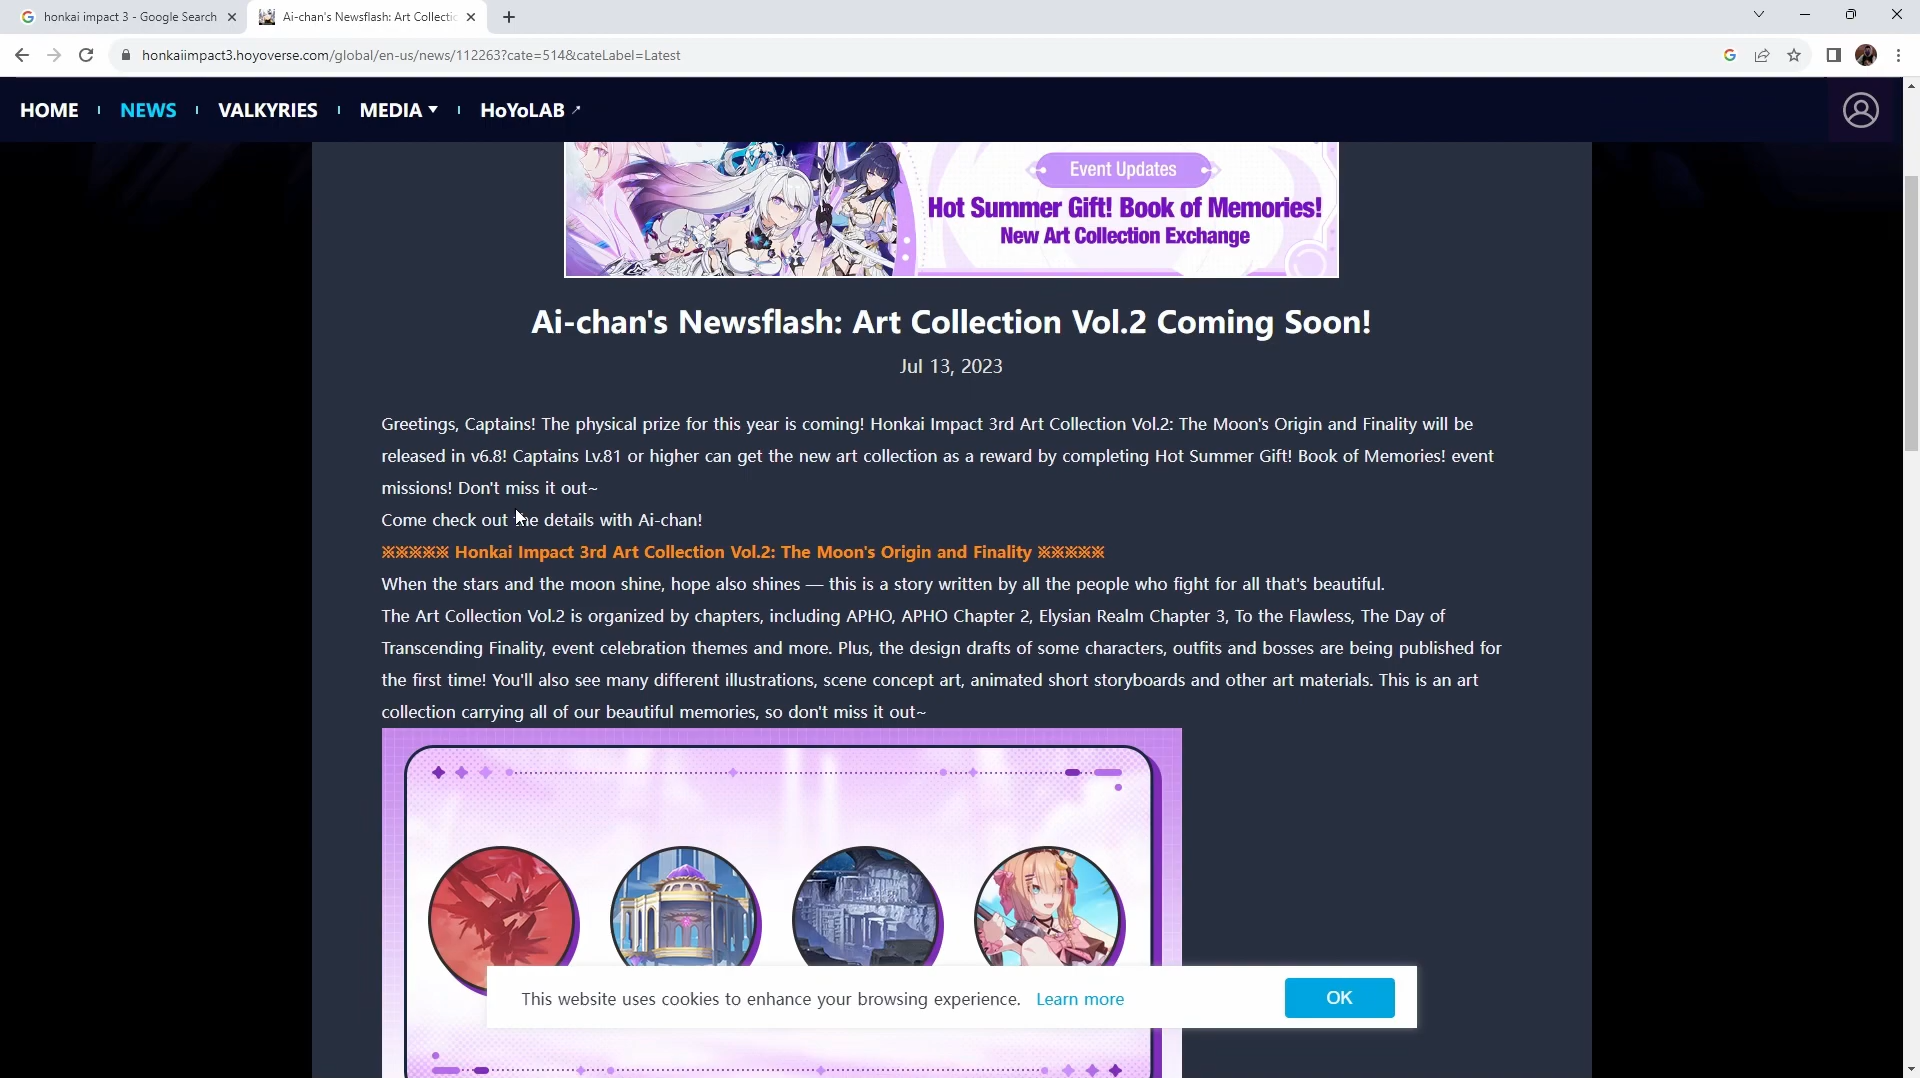 honkai impact 3 - Google Search
Ai-chan's Newsflash: Art Collectic
honkaiimpact3.hoyoverse.com/global/en-us/news/112263?cate=514&cateLabel=Latest
HOME
NEWS
VALKYRIES
MEDIA
HoYoLAB
Event Updates
Hot Summer Gift! Book of Memories!
New Art Collection Exchange
Ai-chan's Newsflash: Art Collection Vol.2 Coming Soon!
Jul 13, 2023
Greetings, Captains! The physical prize for this year is coming! Honkai Impact 3rd Art Collection Vol.2: The Moon's Origin and Finality will be
released in v6.8! Captains Lv.81 or higher can get the new art collection as a reward by completing Hot Summer Gift! Book of Memories! event
missions! Don't miss it out~
Come check out the details with Ai-chan!
※※※※※ Honkai Impact 3rd Art Collection Vol.2: The Moon's Origin and Finality ※※※※※
When the stars and the moon shine, hope also shines — this is a story written by all the people who fight for all that's beautiful.
The Art Collection Vol.2 is organized by chapters, including APHO, APHO Chapter 2, Elysian Realm Chapter 3, To the Flawless, The Day of
Transcending Finality, event celebration themes and more. Plus, the design drafts of some characters, outfits and bosses are being published for
the first time! You'll also see many different illustrations, scene concept art, animated short storyboards and other art materials. This is an art
collection carrying all of our beautiful memories, so don't miss it out~
This website uses cookies to enhance your browsing experience. Learn more
OK